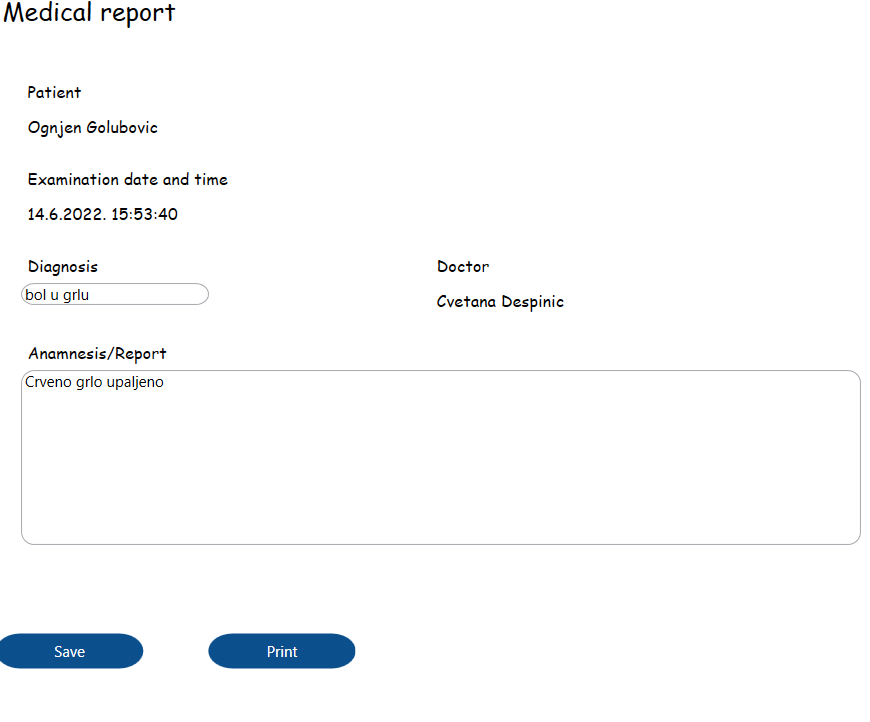 Medical report
Patient
Ognjen Golubovic
Examination date and time
14.6.2022. 15:53:40
Diagnosis
bol u grlu
Doctor
Cvetana Despinic
Anamnesis/Report
Crveno grlo upaljeno
Save
Print